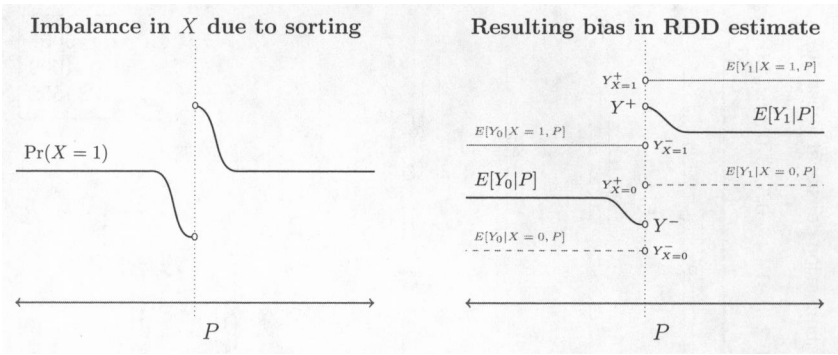 Imbalance in X due to sorting
Pr(X = 1)
P
Resulting bias in RDD estimate
E[Y₁|X = 1, P]
Y⁺_{X=1}
Y⁺
E[Y₁|P]
E[Y₀|X = 1, P]
Y⁻_{X=1}
E[Y₁|X = 0, P]
E[Y₀|P]
Y⁺_{X=0}
Y⁻
E[Y₀|X = 0, P]
Y⁻_{X=0}
P